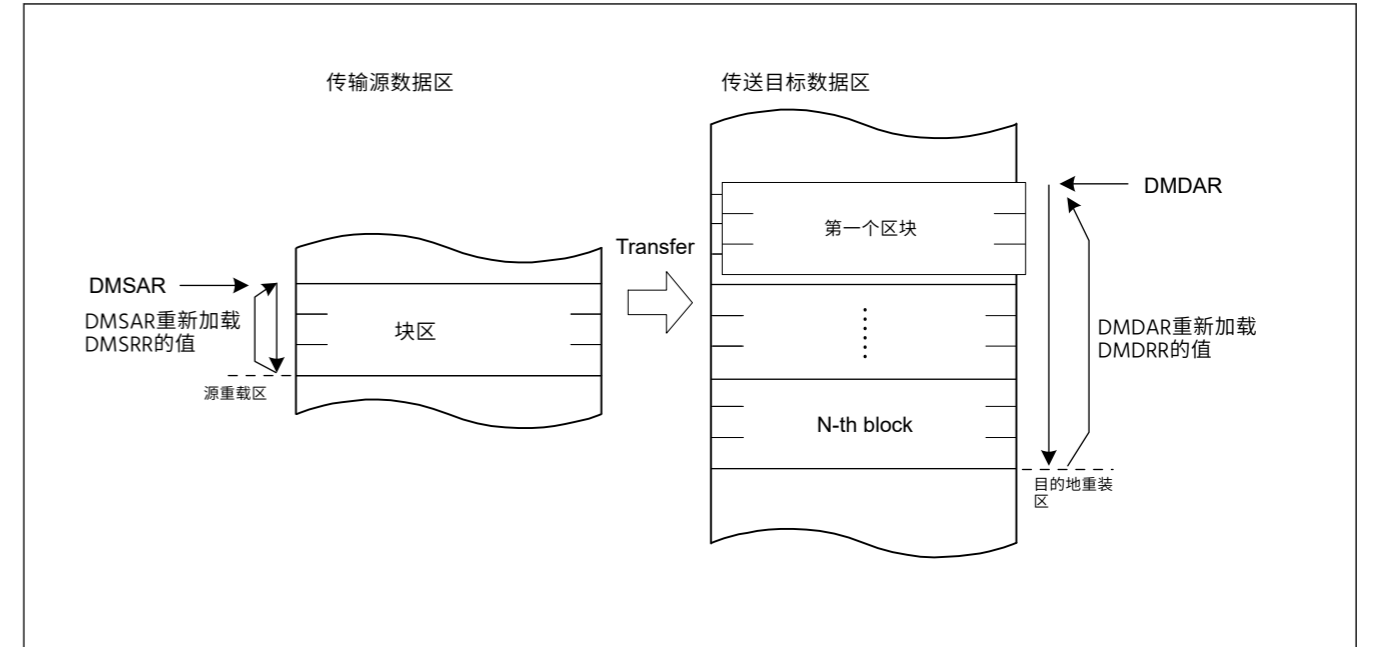 传输源数据区
传送目标数据区
DMDAR
第一个区块
Transfer
DMSAR
DMSAR重新加载
DMSRR的值
块区
DMDAR重新加载
DMDRR的值
源重载区
N-th block
目的地重装
区